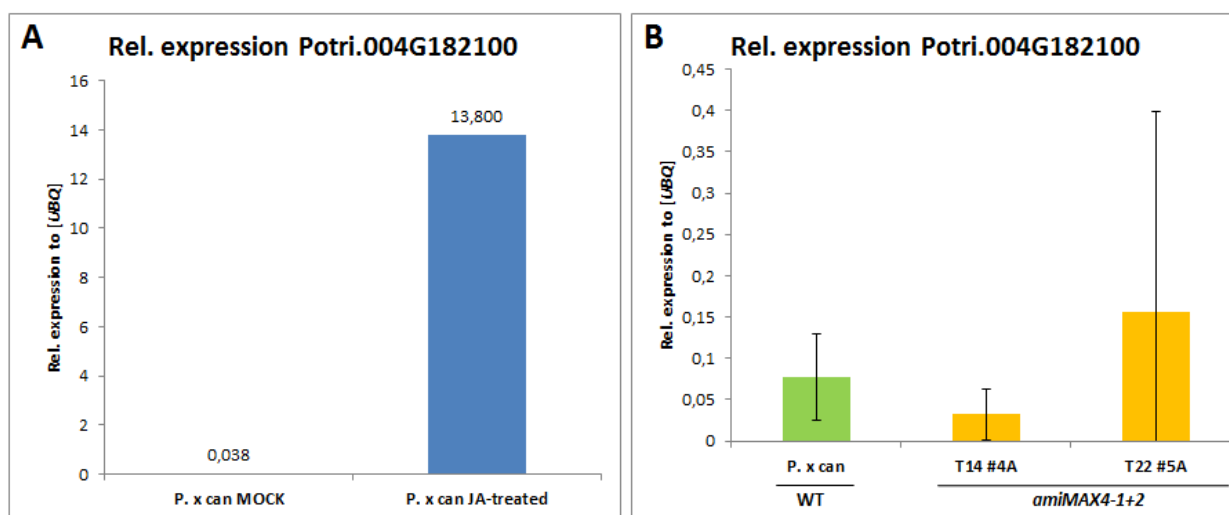 A
Rel. expression Potri.004G182100
Rel. expression to [UBQ]
16
14
12
10
8
6
4
2
0
13,800
0,038
P. x can MOCK
P. x can JA-treated
B
Rel. expression Potri.004G182100
Rel. expression to [UBQ]
0,45
0,4
0,35
0,3
0,25
0,2
0,15
0,1
0,05
0
P. x can
T14 #4A
T22 #5A
WT
amiMAX4-1+2